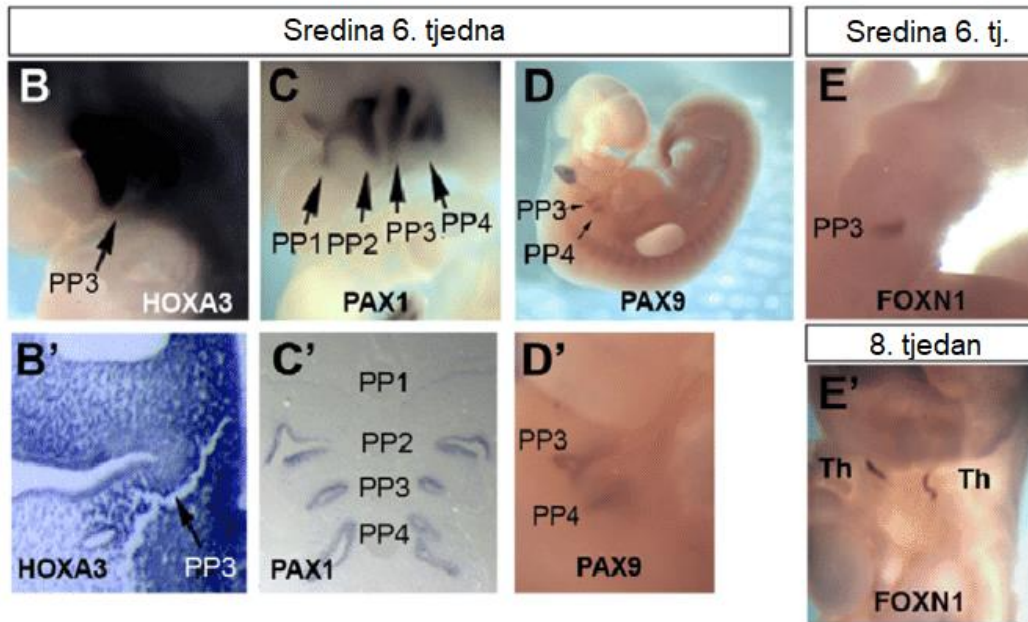 Sredina 6. tjedna
Sredina 6. tj.
B
PP3
HOXA3
C
PP1 PP2 PP3 PP4
PAX1
D
PP3
PP4
PAX9
E
PP3
FOXN1
B'
PP3
HOXA3
C'
PP1
PP2
PP3
PP4
PAX1
D'
PP3
PP4
PAX9
8. tjedan
E'
Th Th
FOXN1